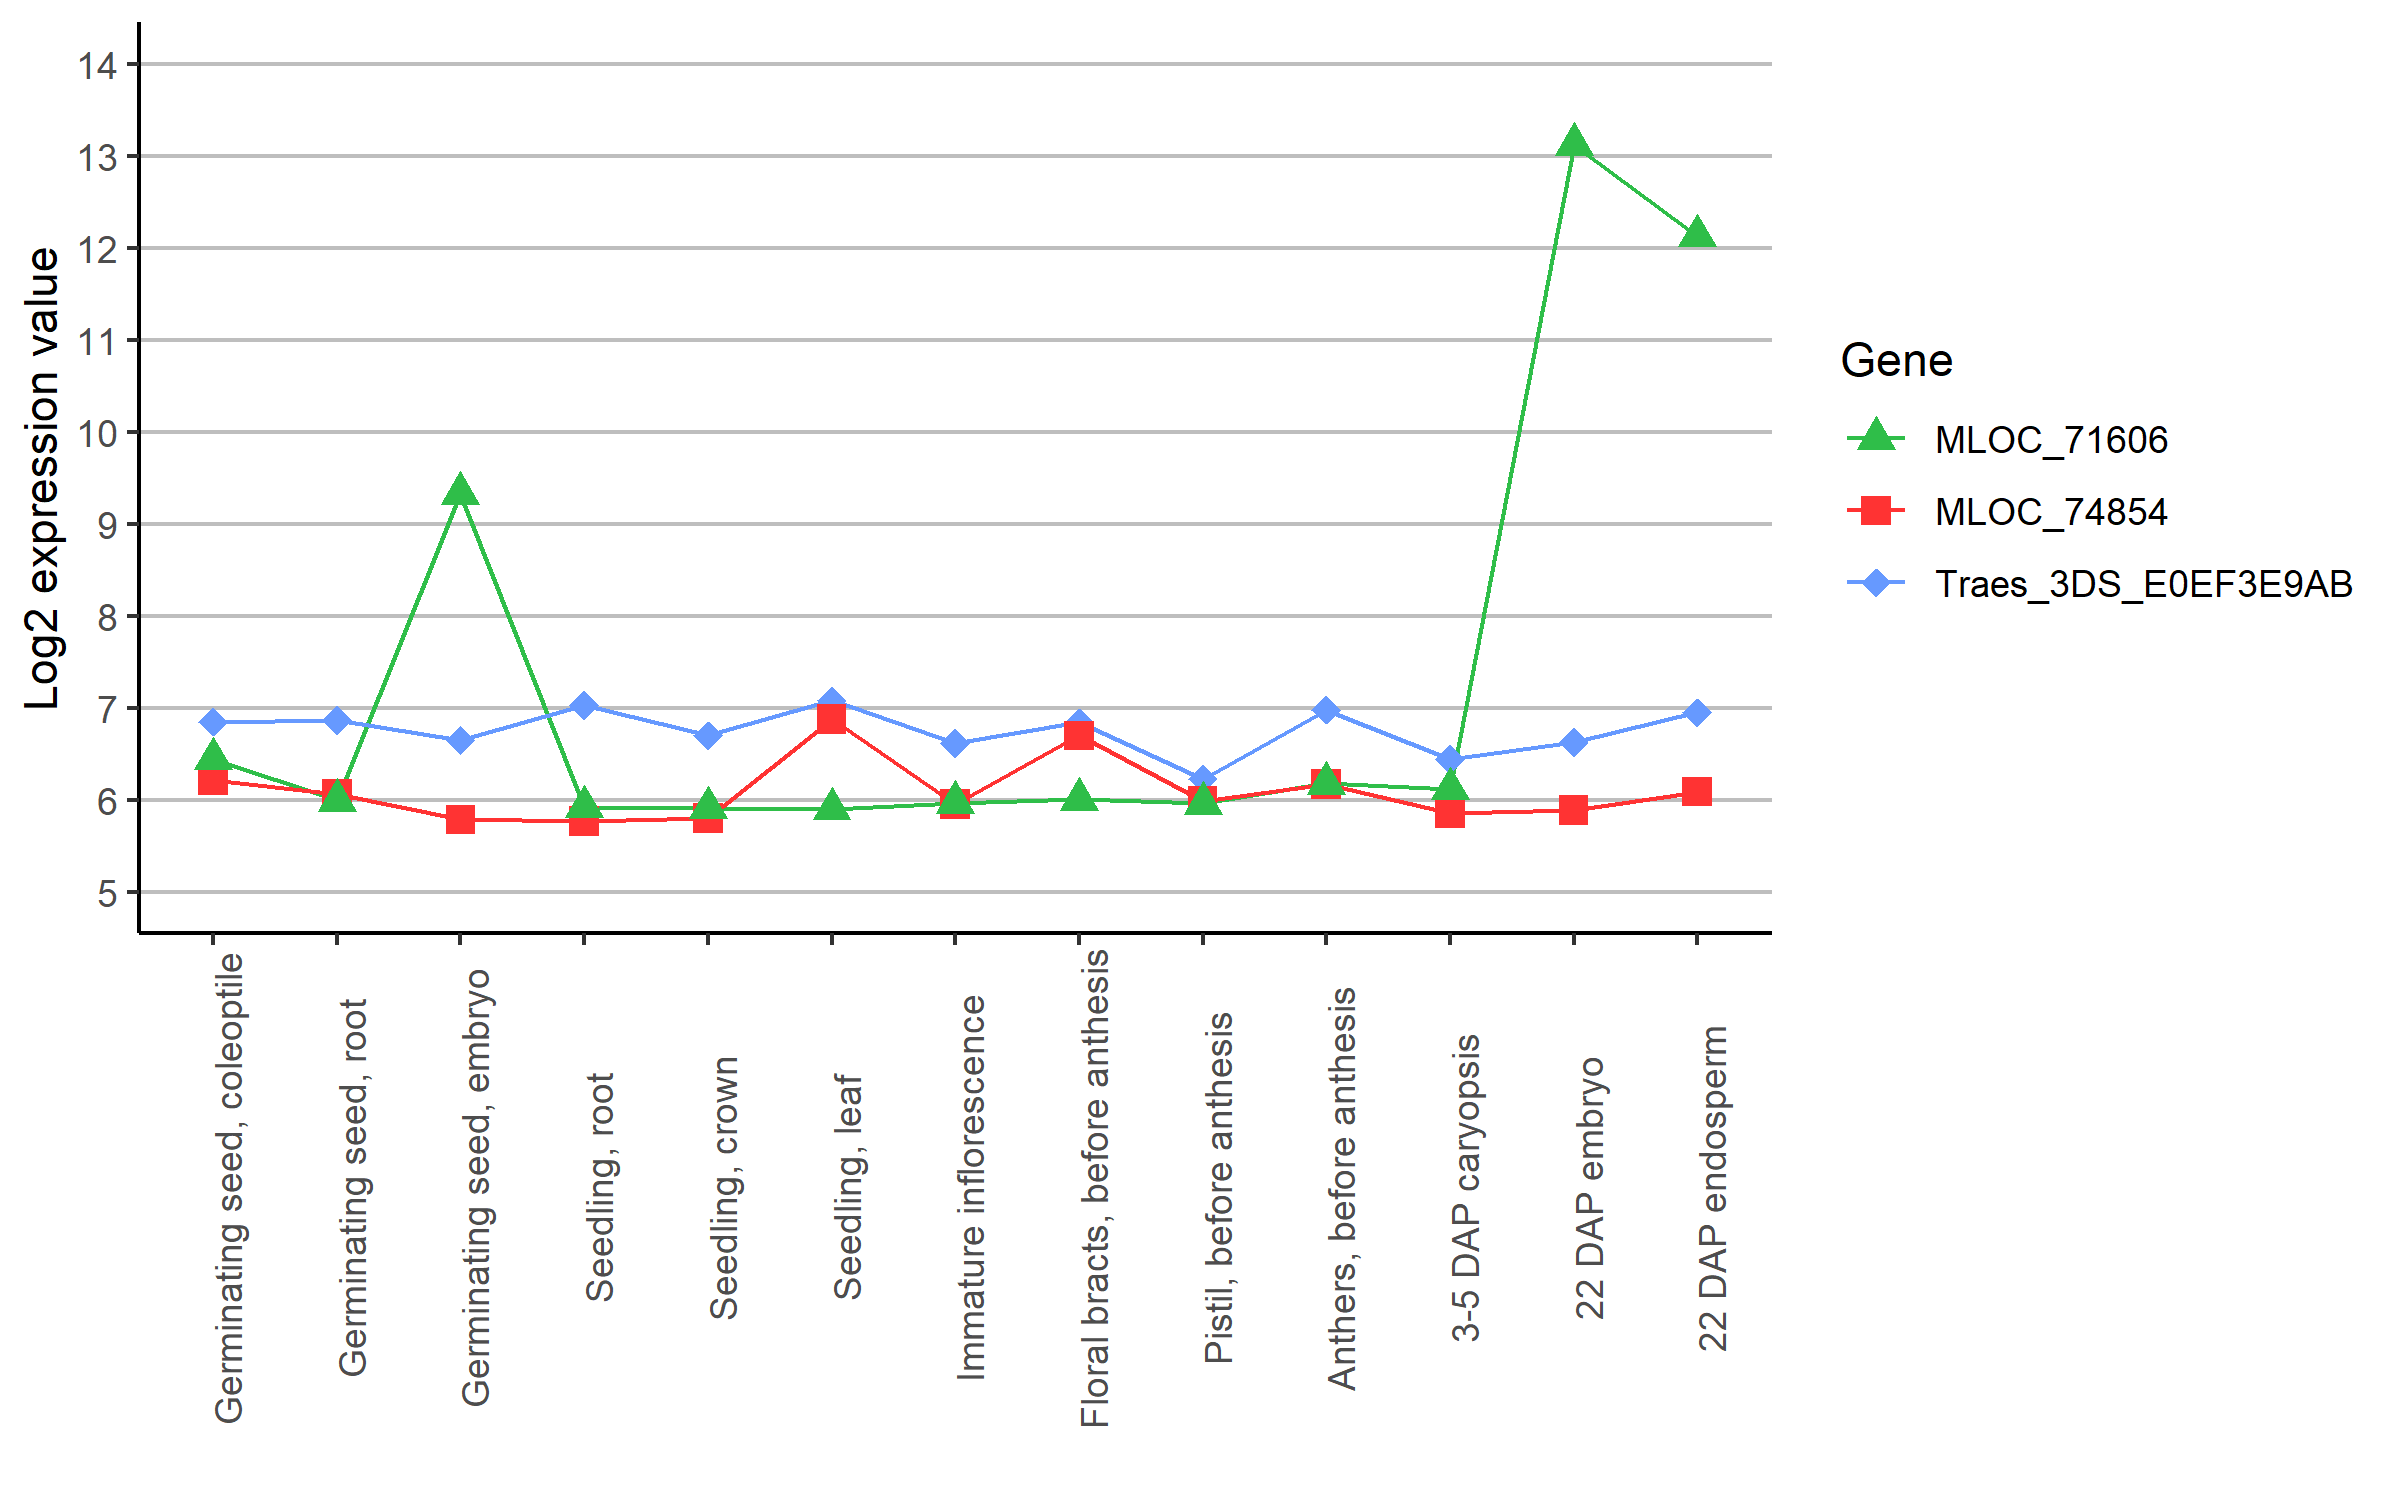 Log2 expression value
14
13
12
11
10
9
8
7
6
5
Germinating seed, coleoptile
Germinating seed, root
Germinating seed, embryo
Seedling, root
Seedling, crown
Seedling, leaf
Immature inflorescence
Floral bracts, before anthesis
Pistil, before anthesis
Anthers, before anthesis
3-5 DAP caryopsis
22 DAP embryo
22 DAP endosperm
Gene
MLOC_71606
MLOC_74854
Traes_3DS_E0EF3E9AB